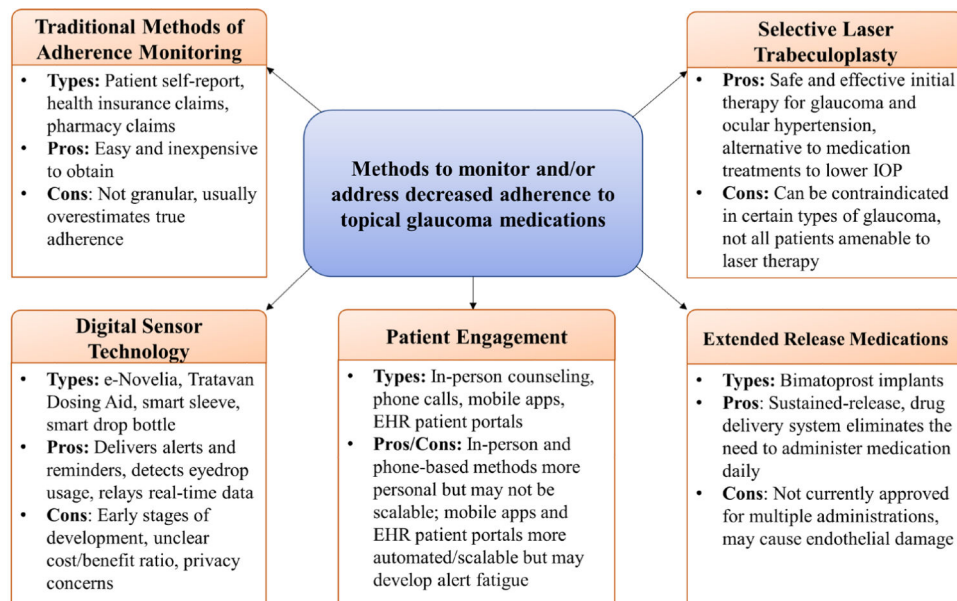 Traditional Methods of
Adherence Monitoring
• Types: Patient self-report,
health insurance claims,
pharmacy claims
• Pros: Easy and inexpensive
to obtain
• Cons: Not granular, usually
overestimates true
adherence
Methods to monitor and/or
address decreased adherence to
topical glaucoma medications
Selective Laser
Trabeculoplasty
• Pros: Safe and effective initial
therapy for glaucoma and
ocular hypertension,
alternative to medication
treatments to lower IOP
• Cons: Can be contraindicated
in certain types of glaucoma,
not all patients amenable to
laser therapy
Digital Sensor
Technology
• Types: e-Novelia, Tratavan
Dosing Aid, smart sleeve,
smart drop bottle
• Pros: Delivers alerts and
reminders, detects eyedrop
usage, relays real-time data
• Cons: Early stages of
development, unclear
cost/benefit ratio, privacy
concerns
Patient Engagement
• Types: In-person counseling,
phone calls, mobile apps,
EHR patient portals
• Pros/Cons: In-person and
phone-based methods more
personal but may not be
scalable; mobile apps and
EHR patient portals more
automated/scalable but may
develop alert fatigue
Extended Release Medications
• Types: Bimatoprost implants
• Pros: Sustained-release, drug
delivery system eliminates the
need to administer medication
daily
• Cons: Not currently approved
for multiple administrations,
may cause endothelial damage